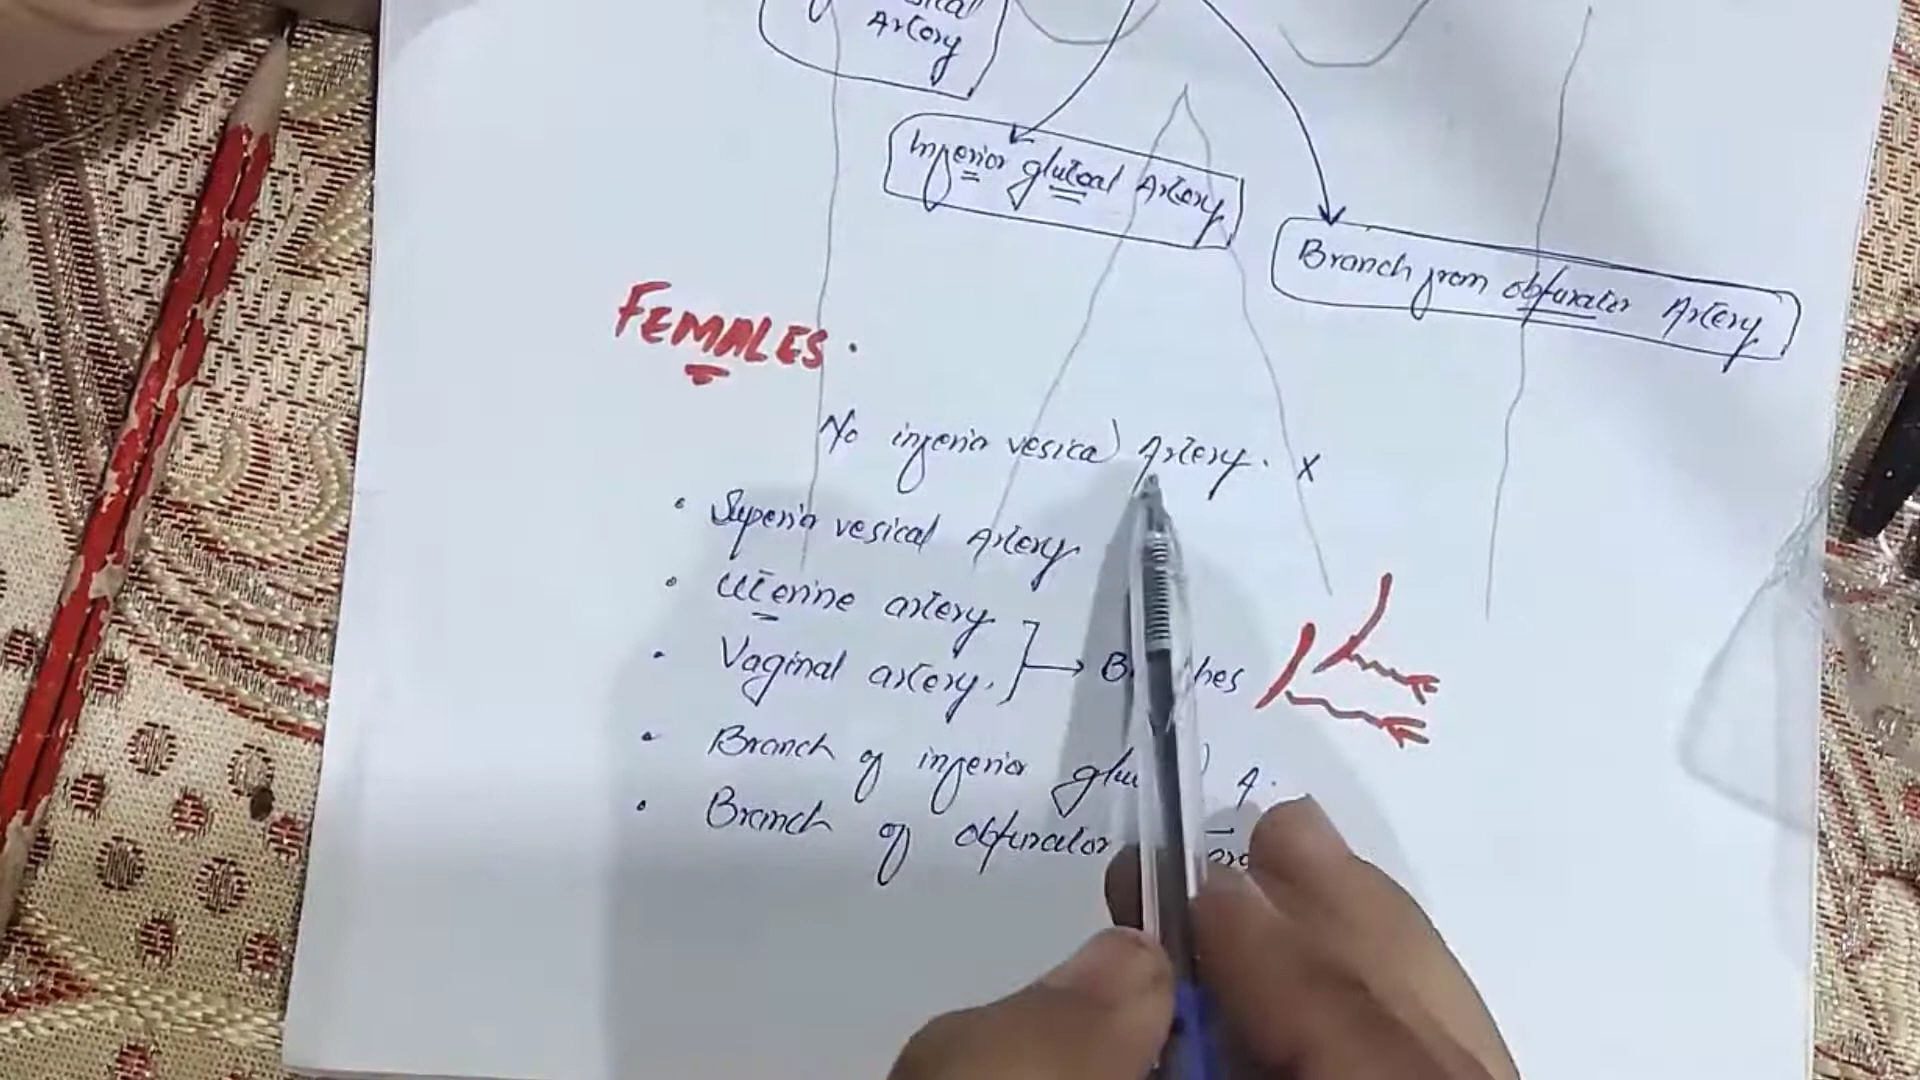 Artery
Inferior gluteal Artery
Branch from obturator Artery
FEMALES.
No inferior vesical Artery. x
• Superior vesical Artery
• Uterine artery
• Vaginal artery. → 
• Branch of inferior A.
• Branch of obturator